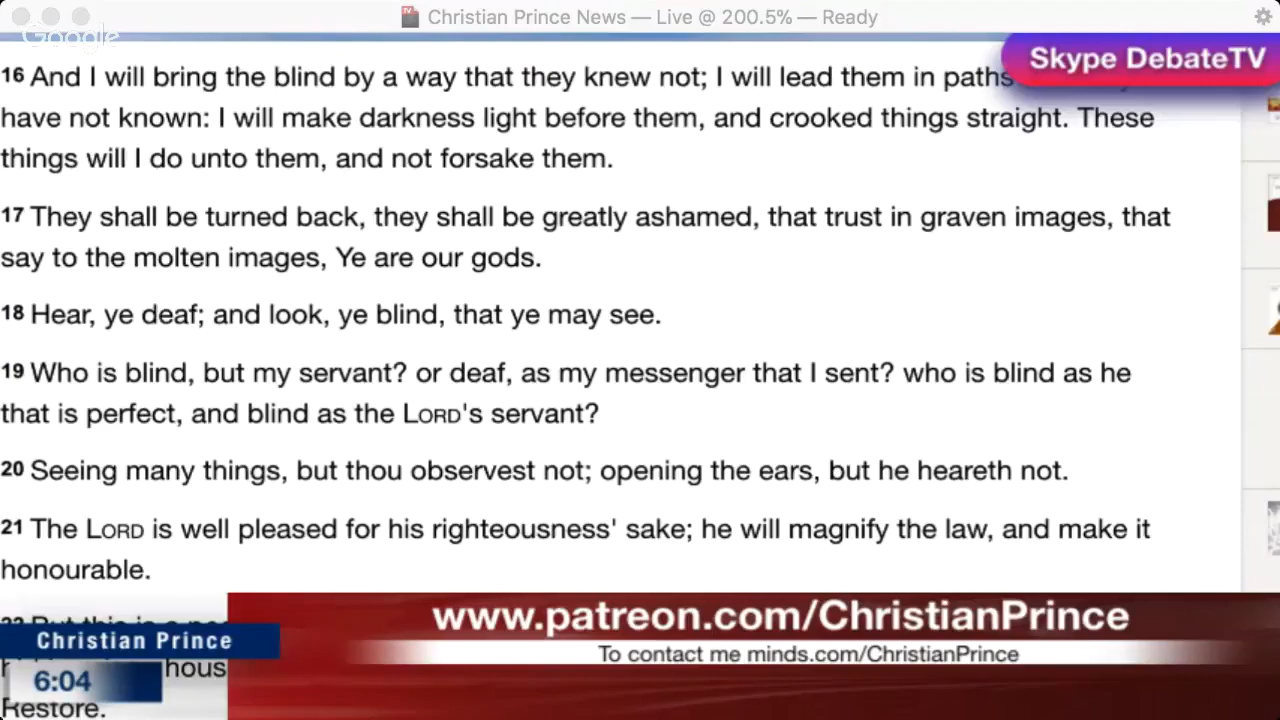 Christian Prince News — Live @ 200.5% — Ready
Google
Skype DebateTV
16 And I will bring the blind by a way that they knew not; I will lead them in paths
have not known: I will make darkness light before them, and crooked things straight. These
things will I do unto them, and not forsake them.
17 They shall be turned back, they shall be greatly ashamed, that trust in graven images, that
say to the molten images, Ye are our gods.
18 Hear, ye deaf; and look, ye blind, that ye may see.
19 Who is blind, but my servant? or deaf, as my messenger that I sent? who is blind as he
that is perfect, and blind as the LORD's servant?
20 Seeing many things, but thou observest not; opening the ears, but he heareth not.
21 The LORD is well pleased for his righteousness' sake; he will magnify the law, and make it
honourable.
22 But this is a
hous
Restore.
www.patreon.com/ChristianPrince
To contact me minds.com/ChristianPrince
Christian Prince
6:04